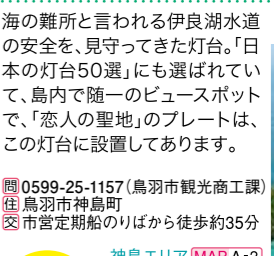 海の難所と言われる伊良湖水道
の安全を、見守ってきた灯台。「日
本の灯台50選」にも選ばれてい
て、島内で随一のビュースポット
で、「恋人の聖地」のプレートは、
この灯台に設置してあります。
問0599-25-1157(鳥羽市観光商工課)
住鳥羽市神島町
交市営定期船のりばから徒歩約35分
神島エリア MAP A-2